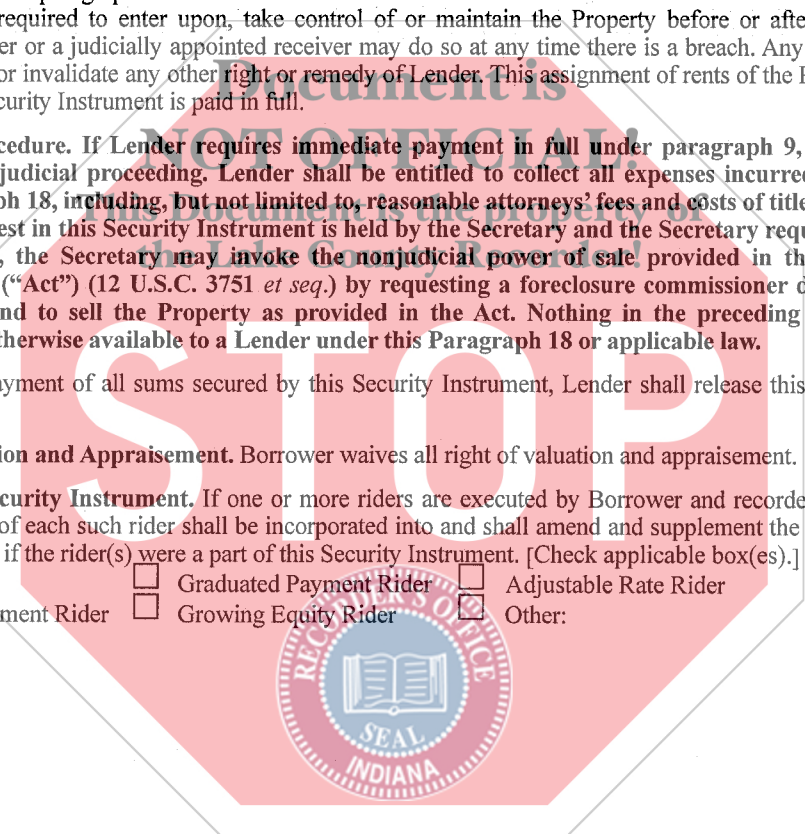 required to enter upon, take control of or maintain the Property before or afte
er or a judicially appointed receiver may do so at any time there is a breach. Any
or invalidate any other right or remedy of Lender. This assignment of rents of the
curity Instrument is paid in full.
cedure. If Lender requires immediate payment in full under paragraph 9,
judicial proceeding. Lender shall be entitled to collect all expenses incurre
ph 18, including, but not limited to, reasonable attorneys' fees and costs of title
est in this Security Instrument is held by the Secretary and the Secretary requ
, the Secretary may invoke the nonjudicial power of sale provided in th
("Act") (12 U.S.C. 3751 et seq.) by requesting a foreclosure commissioner d
nd to sell the Property as provided in the Act. Nothing in the preceding
therwise available to a Lender under this Paragraph 18 or applicable law.
ayment of all sums secured by this Security Instrument, Lender shall release this
ion and Appraisement. Borrower waives all right of valuation and appraisement.
curity Instrument. If one or more riders are executed by Borrower and recorde
of each such rider shall be incorporated into and shall amend and supplement the
if the rider(s) were a part of this Security Instrument. [Check applicable box(es).]
Graduated Payment Rider Adjustable Rate Rider
ment Rider Growing Equity Rider Other:
Document is
NOT OFFICIAL!
This Document is the property of
the Lake County Recorder!
STOP
RECORDER'S OFFICE
SEAL
INDIANA